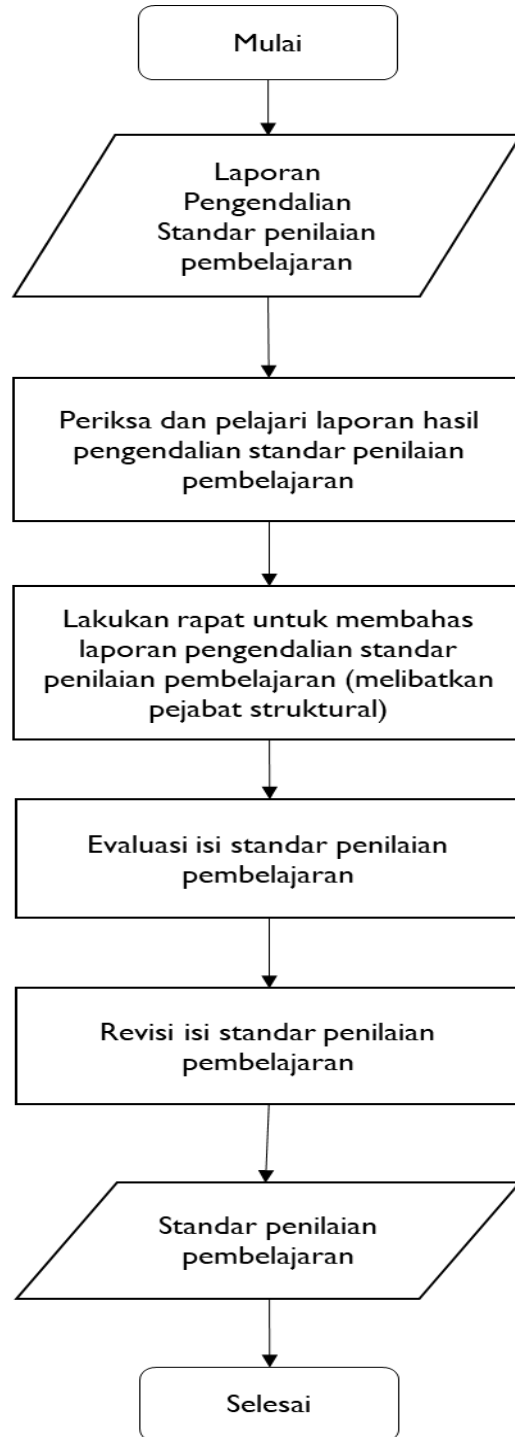 Mulai
Laporan
Pengendalian
Standar penilaian
pembelajaran
Periksa dan pelajari laporan hasil
pengendalian standar penilaian
pembelajaran
Lakukan rapat untuk membahas
laporan pengendalian standar
penilaian pembelajaran (melibatkan
pejabat struktural)
Evaluasi isi standar penilaian
pembelajaran
Revisi isi standar penilaian
pembelajaran
Standar penilaian
pembelajaran
Selesai